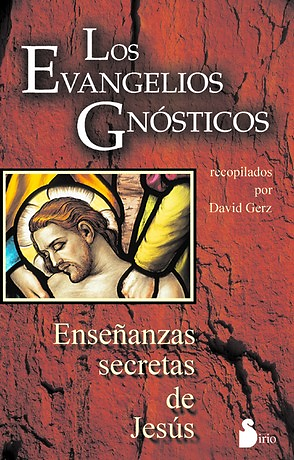 LOS
EVANGELIOS
GNÓSTICOS
recopilados
por
David Gerz
Enseñanzas
secretas
de
Jesús
Sirio